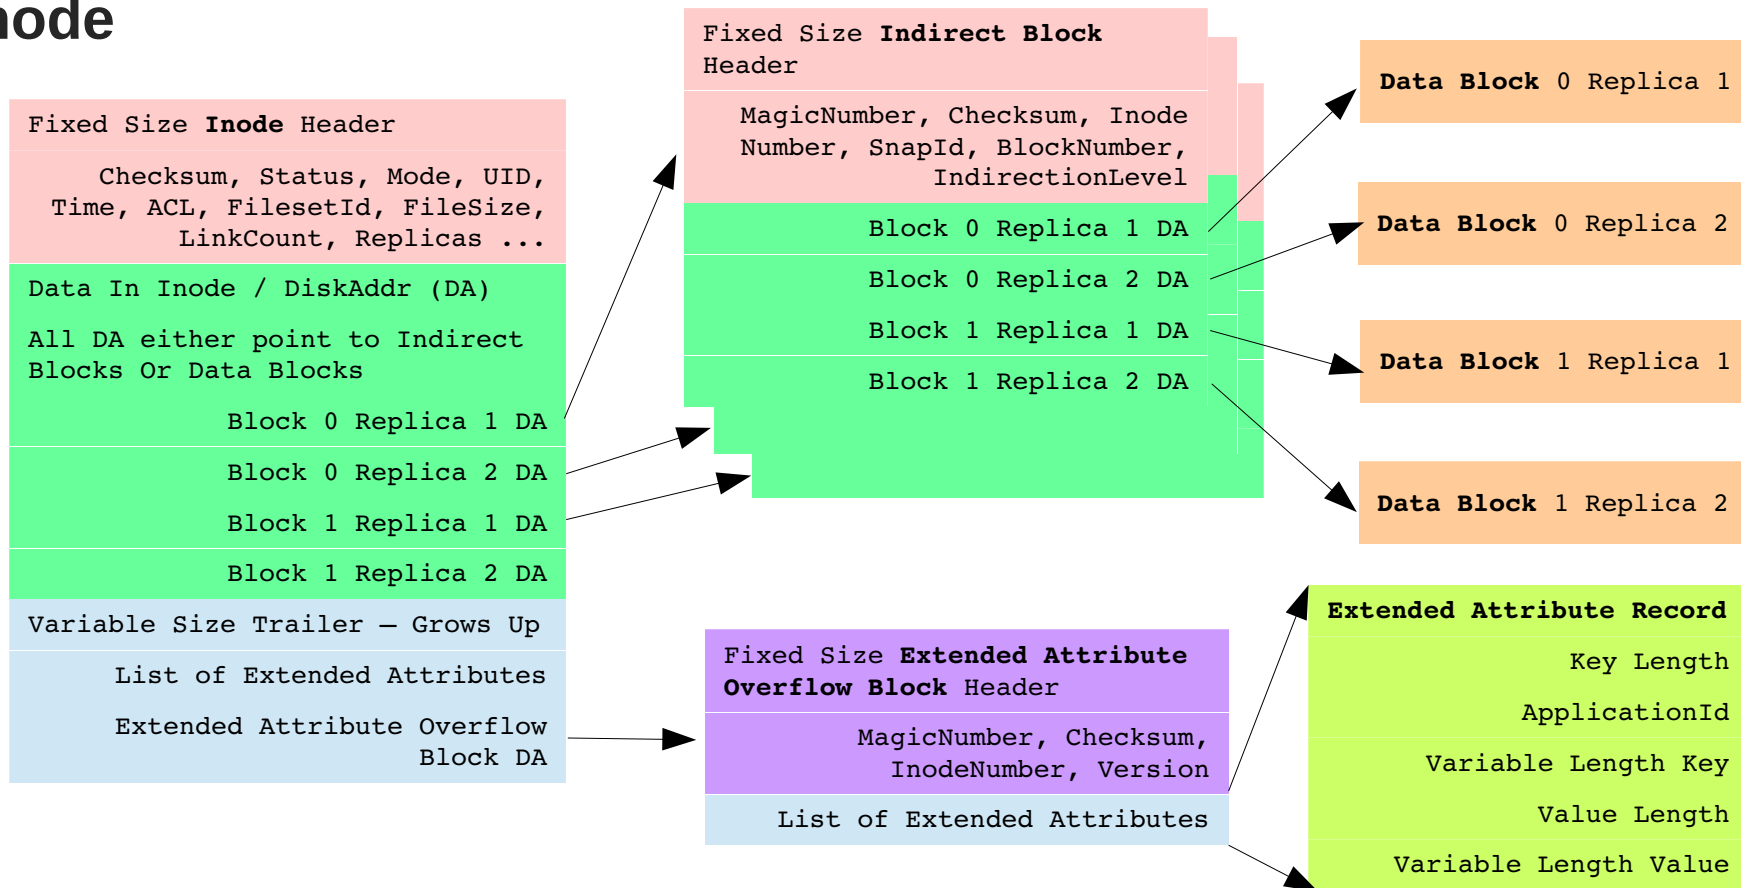 node
Fixed Size Inode Header
Checksum, Status, Mode, UID,
Time, ACL, FilesetId, FileSize,
LinkCount, Replicas ...
Data In Inode / DiskAddr (DA)
All DA either point to Indirect
Blocks Or Data Blocks
Block 0 Replica 1 DA
Block 0 Replica 2 DA
Block 1 Replica 1 DA
Block 1 Replica 2 DA
Variable Size Trailer – Grows Up
List of Extended Attributes
Extended Attribute Overflow
Block DA
Fixed Size Indirect Block
Header
MagicNumber, Checksum, Inode
Number, SnapId, BlockNumber,
IndirectionLevel
Block 0 Replica 1 DA
Block 0 Replica 2 DA
Block 1 Replica 1 DA
Block 1 Replica 2 DA
Data Block 0 Replica 1
Data Block 0 Replica 2
Data Block 1 Replica 1
Data Block 1 Replica 2
Fixed Size Extended Attribute
Overflow Block Header
MagicNumber, Checksum,
InodeNumber, Version
List of Extended Attributes
Extended Attribute Record
Key Length
ApplicationId
Variable Length Key
Value Length
Variable Length Value